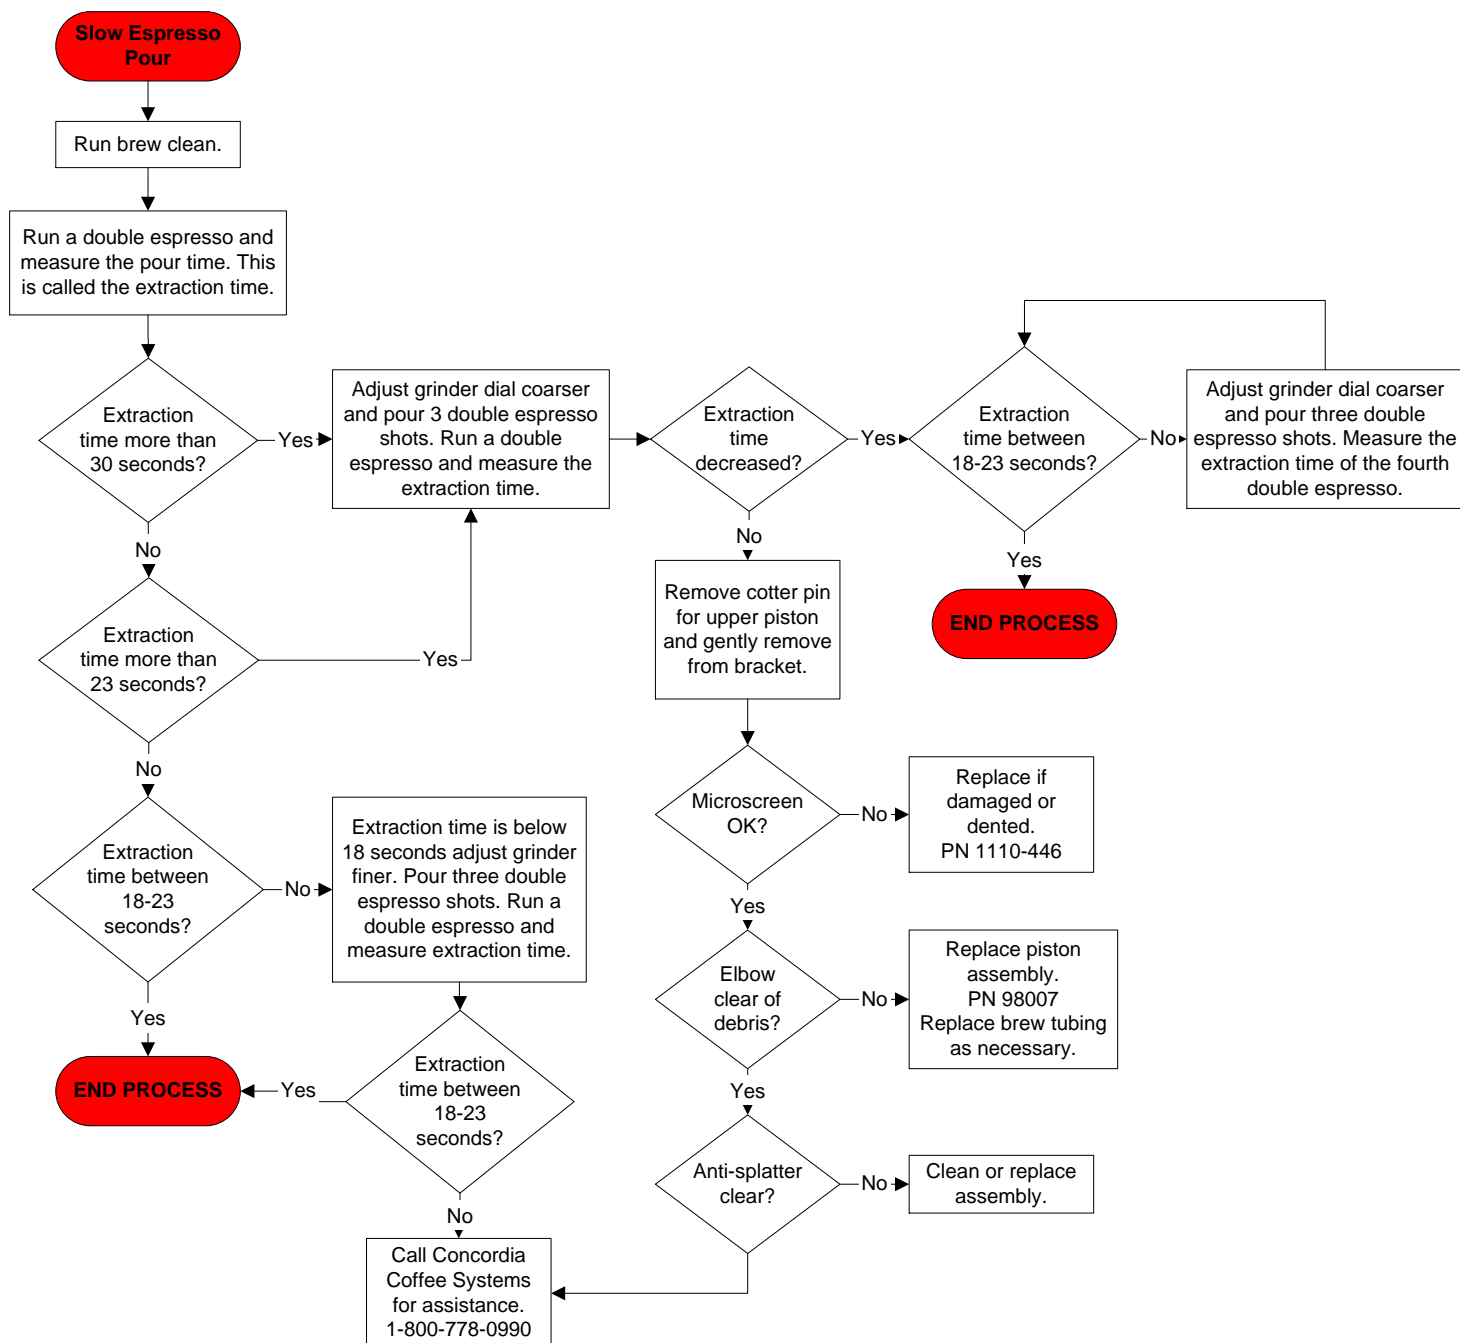 Slow Espresso
Pour
Run brew clean.
Run a double espresso and
measure the pour time. This
is called the extraction time.
Extraction
time more than
30 seconds?
Yes
Adjust grinder dial coarser
and pour 3 double espresso
shots. Run a double
espresso and measure the
extraction time.
Extraction
time
decreased?
Yes
Extraction
time between
18-23 seconds?
No
Adjust grinder dial coarser
and pour three double
espresso shots. Measure the
extraction time of the fourth
double espresso.
No
No
Yes
Extraction
time more than
23 seconds?
Yes
Remove cotter pin
for upper piston
and gently remove
from bracket.
END PROCESS
No
Extraction
time between
18-23
seconds?
No
Extraction time is below
18 seconds adjust grinder
finer. Pour three double
espresso shots. Run a
double espresso and
measure extraction time.
Microscreen
OK?
No
Replace if
damaged or
dented.
PN 1110-446
Yes
Yes
Elbow
clear of
debris?
No
Replace piston
assembly.
PN 98007
Replace brew tubing
as necessary.
END PROCESS
Yes
Extraction
time between
18-23
seconds?
Yes
Anti-splatter
clear?
No
Clean or replace
assembly.
No
Call Concordia
Coffee Systems
for assistance.
1-800-778-0990